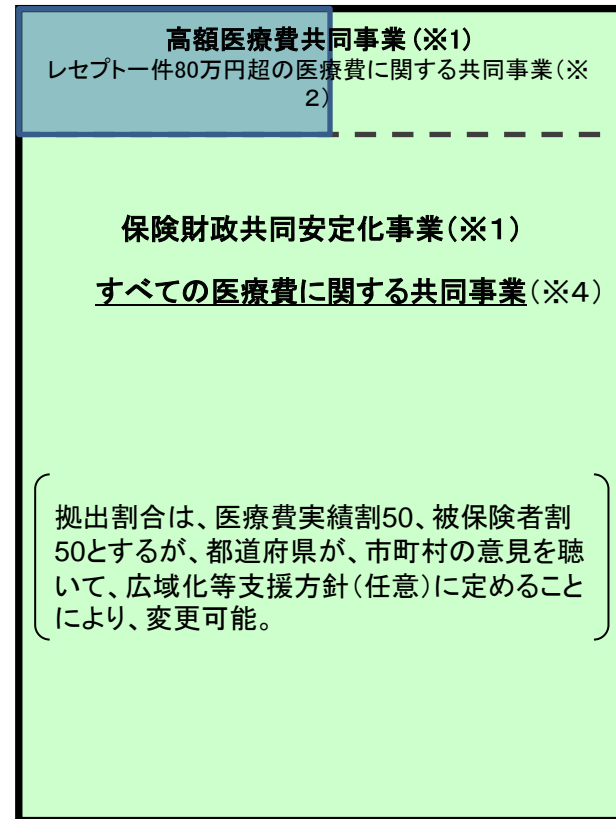 高額医療費共同事業（※1）
レセプト一件80万円超の医療費に関する共同事業（※
2）
保険財政共同安定化事業（※1）
すべての医療費に関する共同事業（※4）
拠出割合は、医療費実績割50、被保険者割
50とするが、都道府県が、市町村の意見を聴
いて、広域化等支援方針（任意）に定めること
により、変更可能。